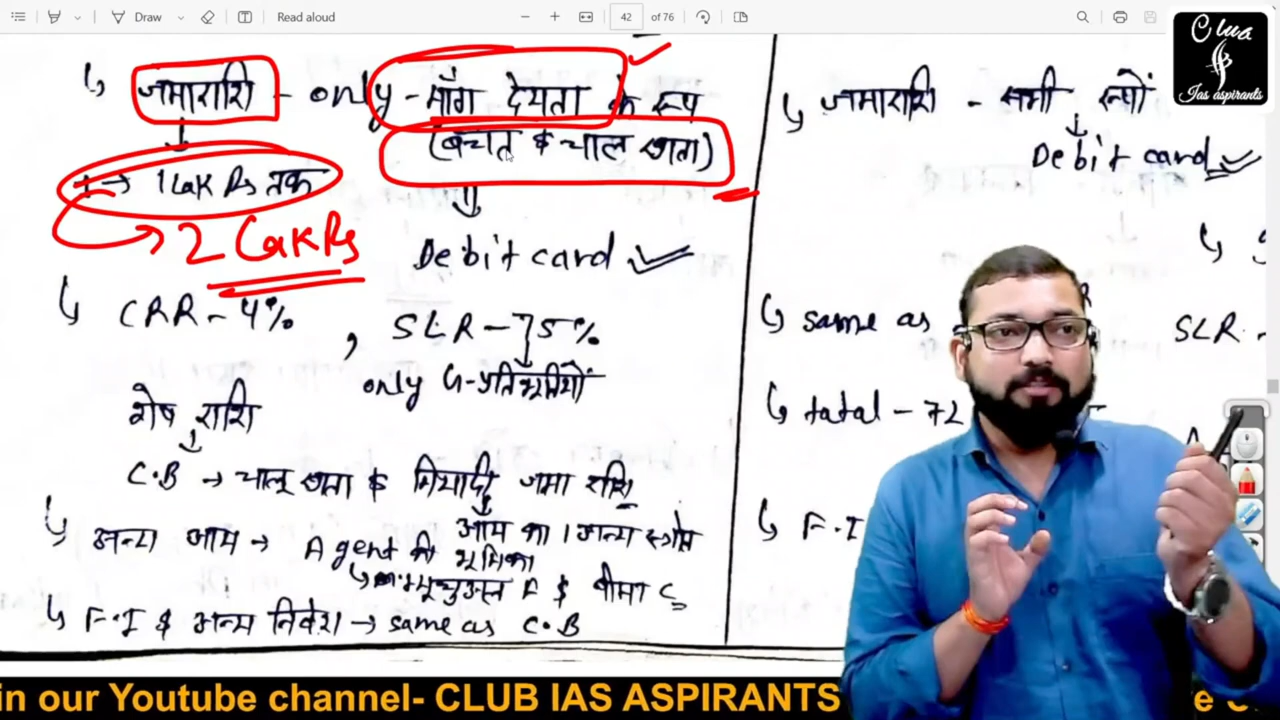 Draw
Read aloud
42 of 76
Club
Ias aspirants
↳ जमाराशि - only - माँग देयता के रूप
(बचत & चालू खाता)
→ 1 Lak Rs तक
2 Lak Rs
Debit card
↳ CRR - 4% , SLR - 75%
only G-प्रतिभूतियों
शेष राशि
C.B → चालू खाता & मियादी जमा राशि
आय का अन्य स्रोत
↳ अन्य आय → Agent की भूमिका
↳ म्यूचुअल F & बीमा
↳ F.I & अन्य निवेश → same as C.B
↳ जमाराशि - सभी रूपों
Debit card
↳ same as
SLR -
↳ total - 72
↳ F.I
in our Youtube channel- CLUB IAS ASPIRANTS